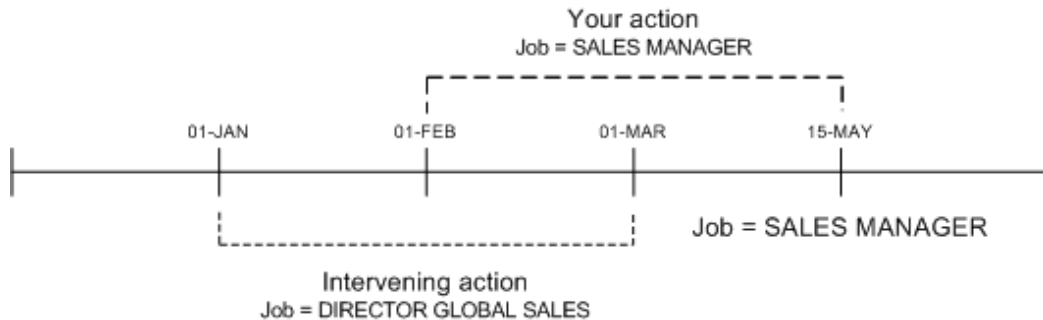 Your action
Job = SALES MANAGER
01-JAN
01-FEB
01-MAR
15-MAY
Job = SALES MANAGER
Intervening action
Job = DIRECTOR GLOBAL SALES